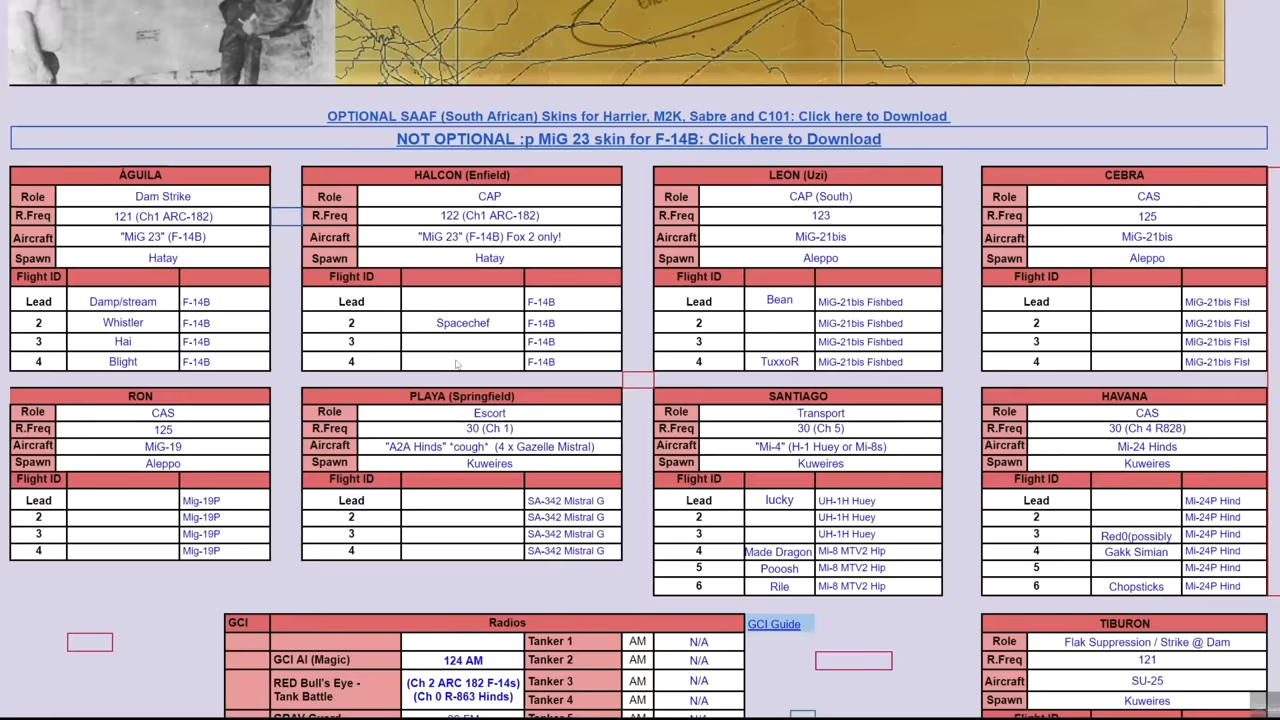 OPTIONAL SAAF (South African) Skins for Harrier, M2K, Sabre and C101: Click here to Download
NOT OPTIONAL :p MiG 23 skin for F-14B: Click here to Download
ÁGUILA
Role Dam Strike
R.Freq 121 (Ch1 ARC-182)
Aircraft "MiG 23" (F-14B)
Spawn Hatay
Flight ID
Lead Damp/stream F-14B
2 Whistler F-14B
3 Hai F-14B
4 Blight F-14B
HALCON (Enfield)
Role CAP
R.Freq 122 (Ch1 ARC-182)
Aircraft "MiG 23" (F-14B) Fox 2 only!
Spawn Hatay
Flight ID
Lead F-14B
2 Spacechef F-14B
3 F-14B
4 F-14B
LEON (Uzi)
Role CAP (South)
R.Freq 123
Aircraft MiG-21bis
Spawn Aleppo
Flight ID
Lead Bean MiG-21bis Fishbed
2 MiG-21bis Fishbed
3 MiG-21bis Fishbed
4 TuxxoR MiG-21bis Fishbed
CEBRA
Role CAS
R.Freq 125
Aircraft MiG-21bis
Spawn Aleppo
Flight ID
Lead MiG-21bis Fis
2 MiG-21bis Fis
3 MiG-21bis Fis
4 MiG-21bis Fis
RON
Role CAS
R.Freq 125
Aircraft MiG-19
Spawn Aleppo
Flight ID
Lead Mig-19P
2 Mig-19P
3 Mig-19P
4 Mig-19P
PLAYA (Springfield)
Role Escort
R.Freq 30 (Ch 1)
Aircraft "A2A Hinds" *cough* (4 x Gazelle Mistral)
Spawn Kuweires
Flight ID
Lead SA-342 Mistral G
2 SA-342 Mistral G
3 SA-342 Mistral G
4 SA-342 Mistral G
SANTIAGO
Role Transport
R.Freq 30 (Ch 5)
Aircraft "Mi-4" (H-1 Huey or Mi-8s)
Spawn Kuweires
Flight ID
Lead lucky UH-1H Huey
2 UH-1H Huey
3 UH-1H Huey
4 Made Dragon Mi-8 MTV2 Hip
5 Pooosh Mi-8 MTV2 Hip
6 Rile Mi-8 MTV2 Hip
HAVANA
Role CAS
R.Freq 30 (Ch 4 R828)
Aircraft Mi-24 Hinds
Spawn Kuweires
Flight ID
Lead Mi-24P Hind
2 Mi-24P Hind
3 Red0(possibly Mi-24P Hind
4 Gakk Simian Mi-24P Hind
5 Mi-24P Hind
6 Chopsticks Mi-24P Hind
GCI Radios
Tanker 1 AM N/A
GCI AI (Magic) 124 AM Tanker 2 AM N/A
RED Bull's Eye - Tank Battle (Ch 2 ARC 182 F-14s) (Ch 0 R-863 Hinds)
Tanker 3 AM N/A
Tanker 4 AM N/A
GCI Guide
TIBURON
Role Flak Suppression / Strike @ Dam
R.Freq 121
Aircraft SU-25
Spawn Kuweires
Flight ID